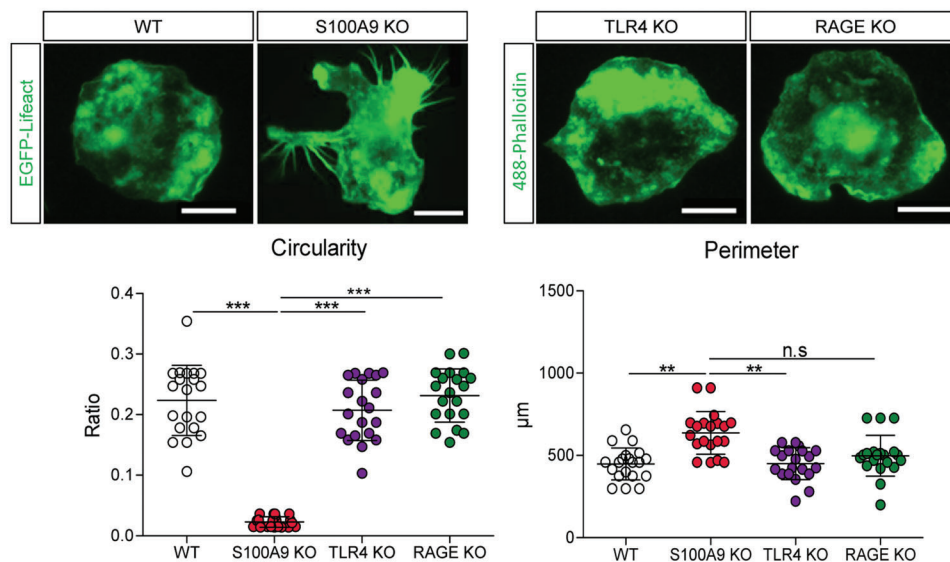 WT
S100A9 KO
TLR4 KO
RAGE KO
EGFP-Lifeact
488-Phalloidin
Circularity
Perimeter
0.4
0.3
0.2
0.1
0.0
Ratio
***
***
***
WT
S100A9 KO
TLR4 KO
RAGE KO
1500
1000
500
0
µm
n.s
**
**
WT
S100A9 KO
TLR4 KO
RAGE KO